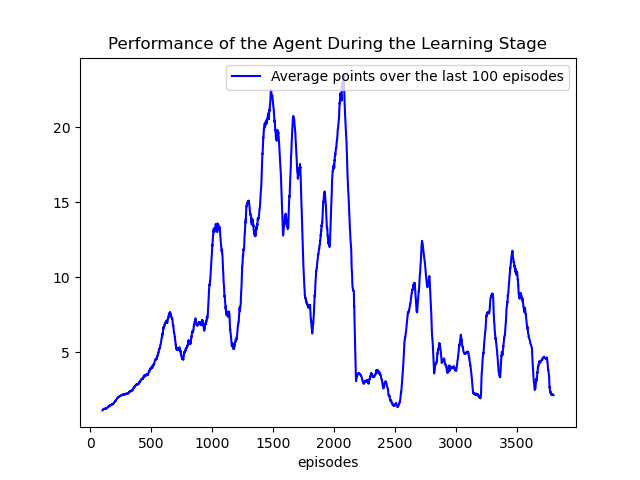 Performance of the Agent During the Learning Stage
Average points over the last 100 episodes
20
15
10
5
0 500 1000 1500 2000 2500 3000 3500
episodes